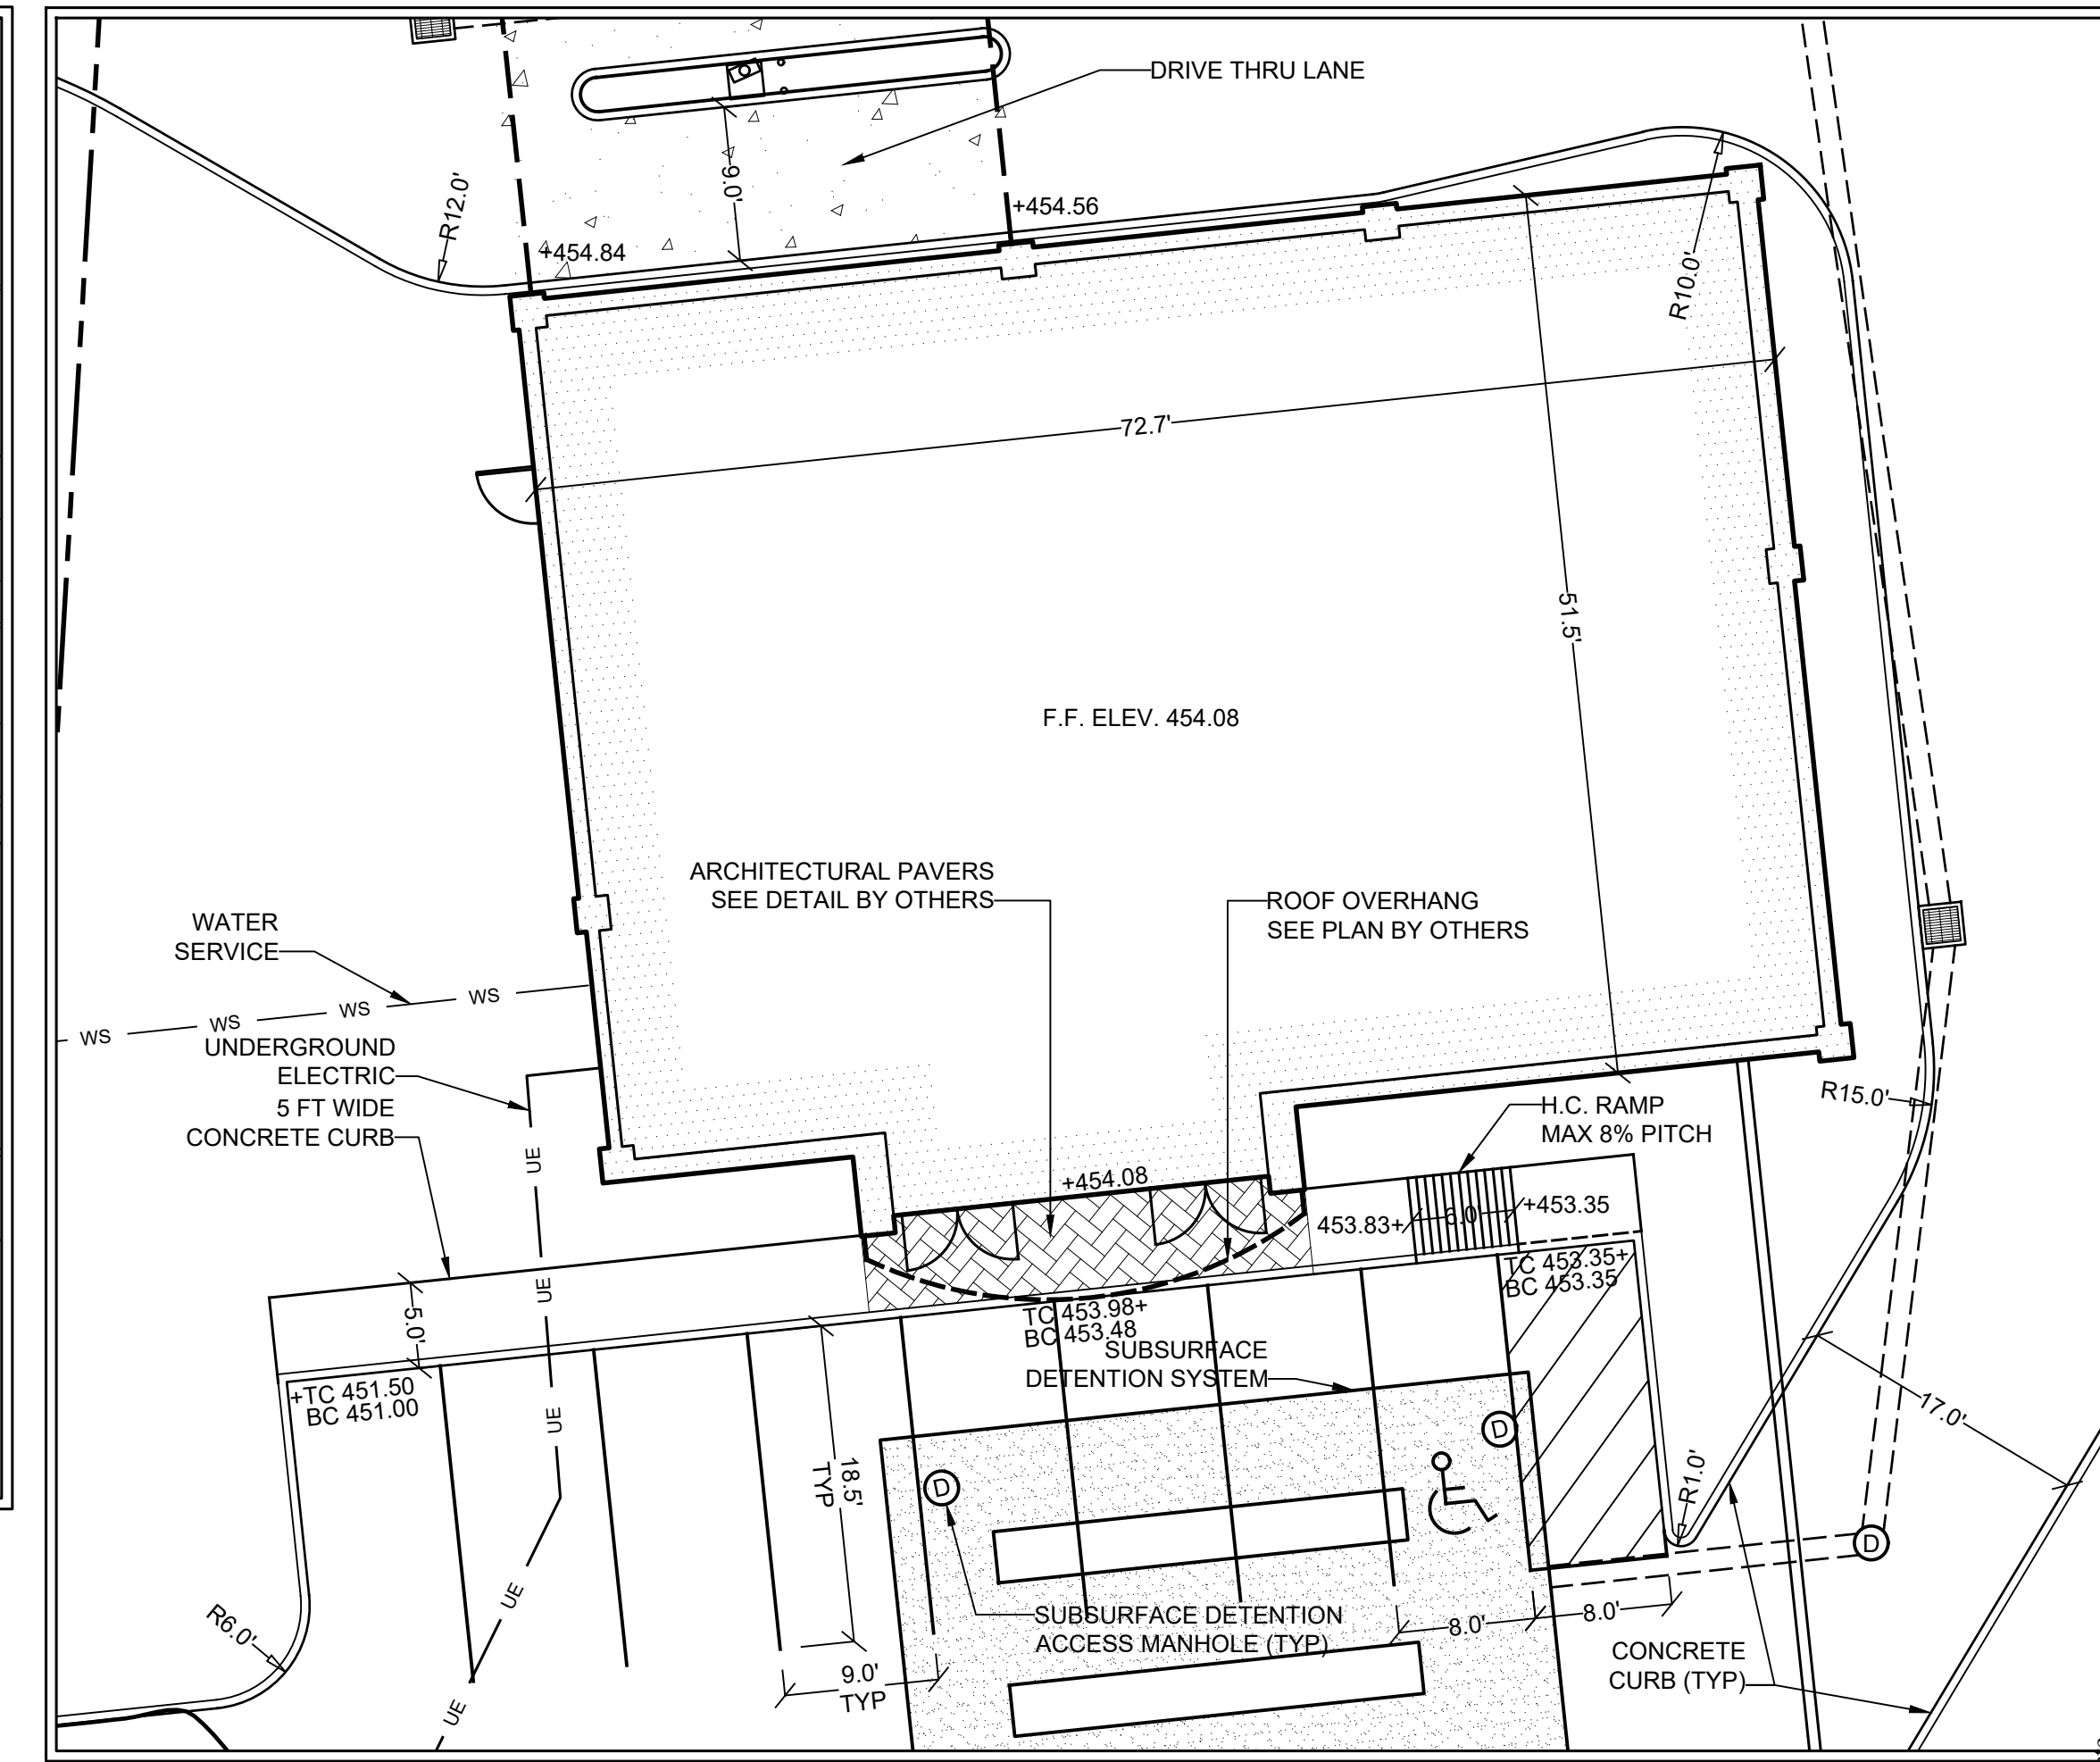 DRIVE THRU LANE
R12.0'
9.0'
+454.56
+454.84
R10.0'
72.7'
51.5'
F.F. ELEV. 454.08
ARCHITECTURAL PAVERS
SEE DETAIL BY OTHERS
ROOF OVERHANG
SEE PLAN BY OTHERS
WATER
SERVICE
WS
WS
WS
WS
UNDERGROUND
ELECTRIC
5 FT WIDE
CONCRETE CURB
R15.0'
H.C. RAMP
MAX 8% PITCH
UE
+454.08
453.83+
6.0'
+453.35
TC 453.35+
BC 453.35
UE
5.0'
TC 453.98+
BC 453.48
SUBSURFACE
DETENTION SYSTEM
+TC 451.50
BC 451.00
UE
17.0'
18.5'
TYP
D
D
R1.0'
D
UE
R6.0'
SUBSURFACE DETENTION
ACCESS MANHOLE (TYP)
8.0'
8.0'
9.0'
TYP
CONCRETE
CURB (TYP)
UE